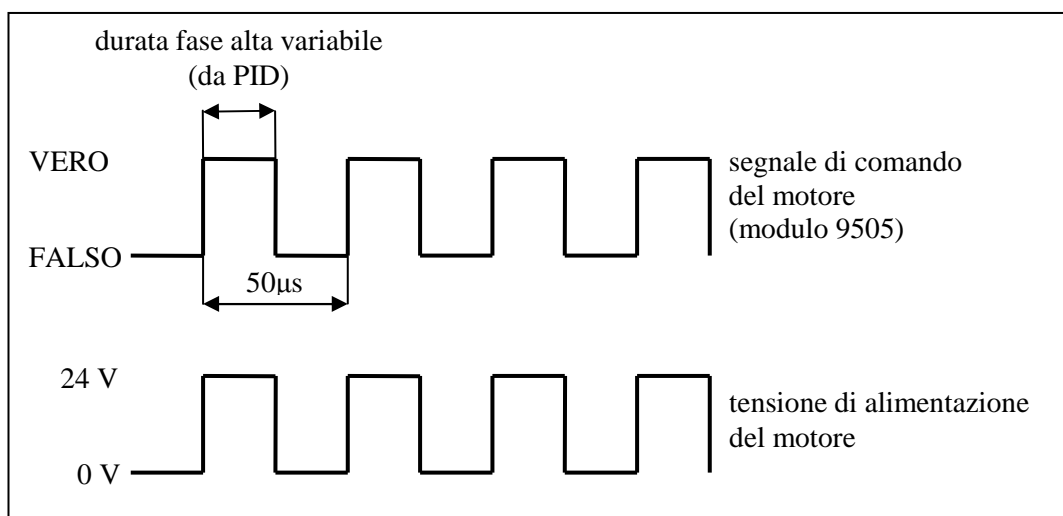 durata fase alta variabile
(da PID)
VERO
segnale di comando
del motore
(modulo 9505)
FALSO
50μs
24 V
tensione di alimentazione
del motore
0 V